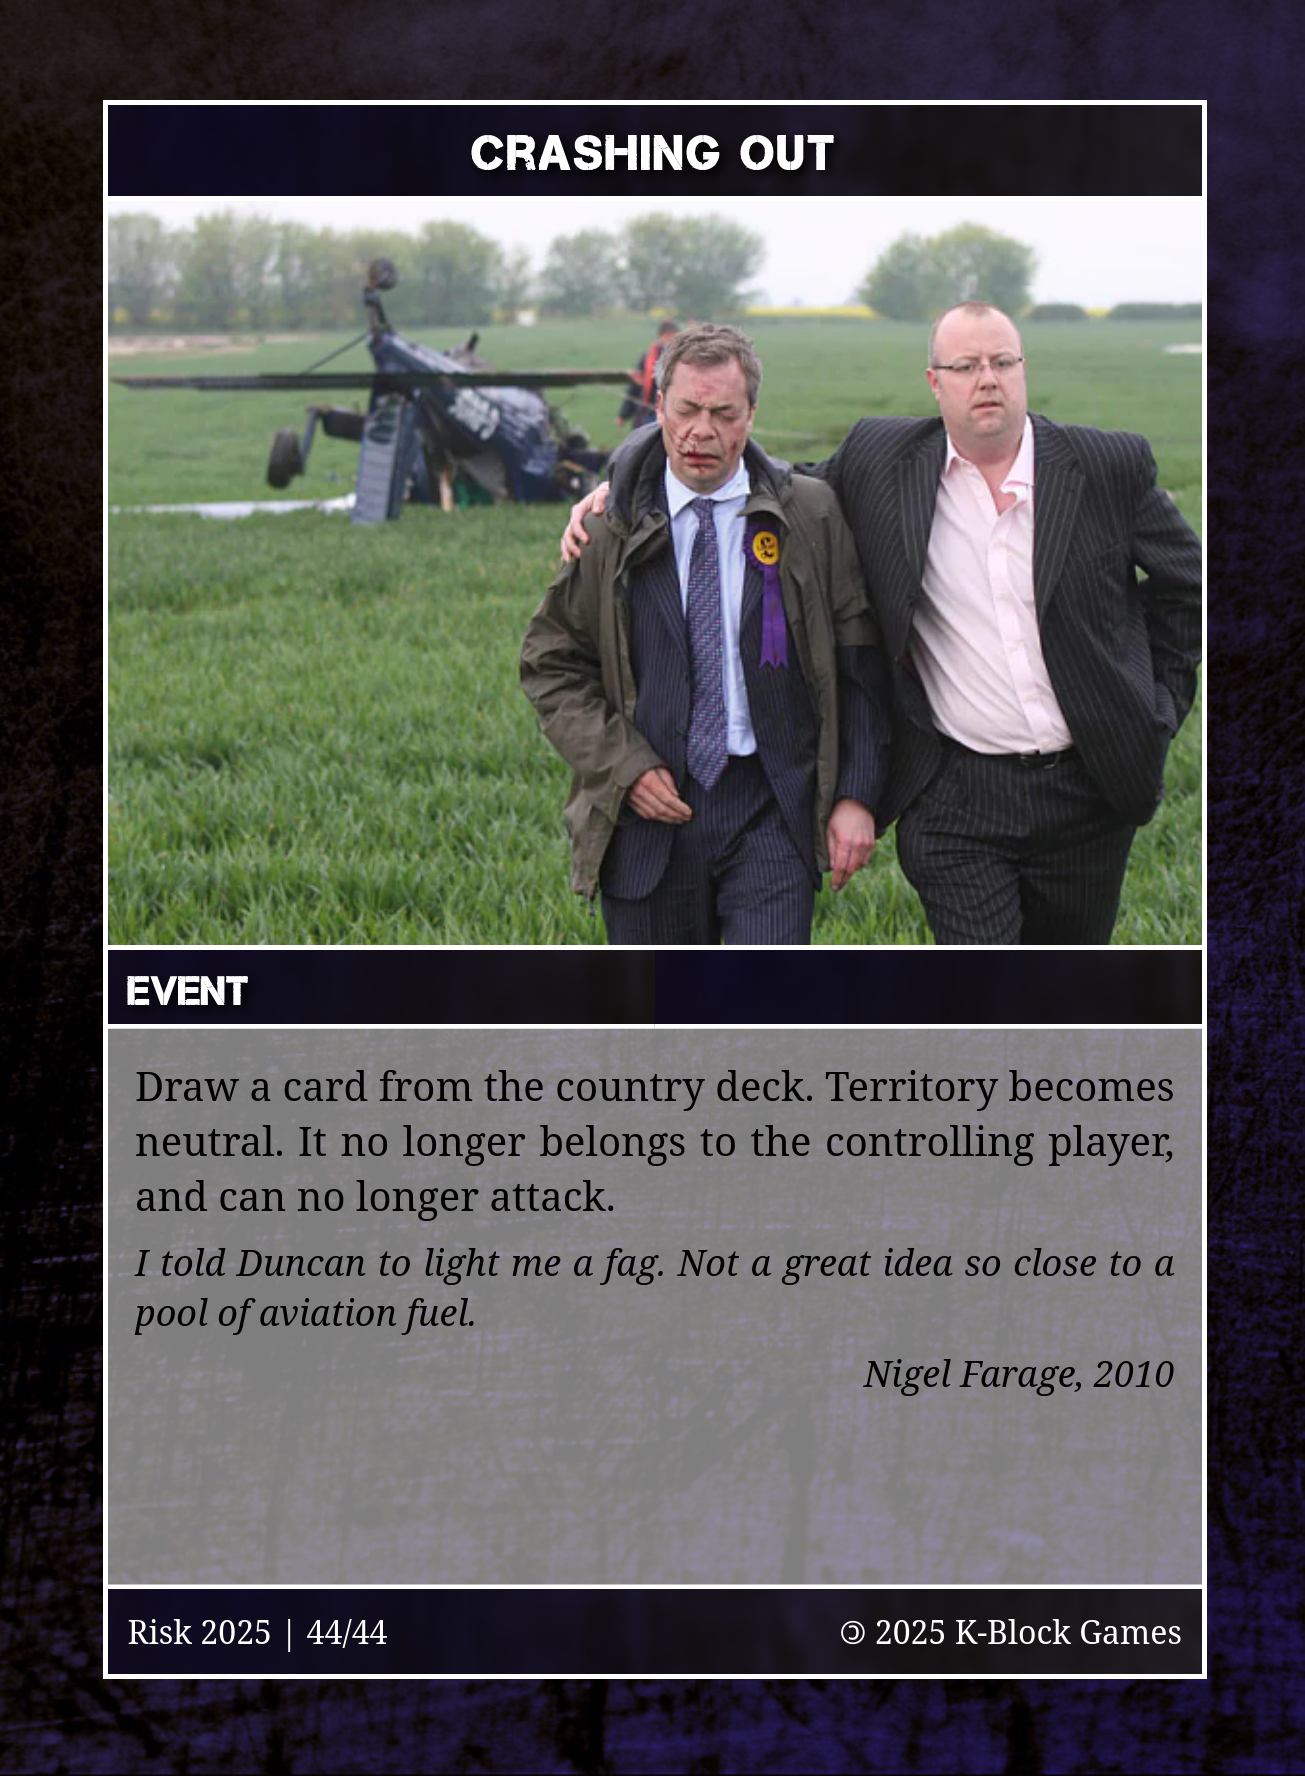 CRASHING OUT
EVENT
Draw a card from the country deck. Territory becomes
neutral. It no longer belongs to the controlling player,
and can no longer attack.
I told Duncan to light me a fag. Not a great idea so close to a
pool of aviation fuel.
Nigel Farage, 2010
Risk 2025 | 44/44
🄯 2025 K-Block Games